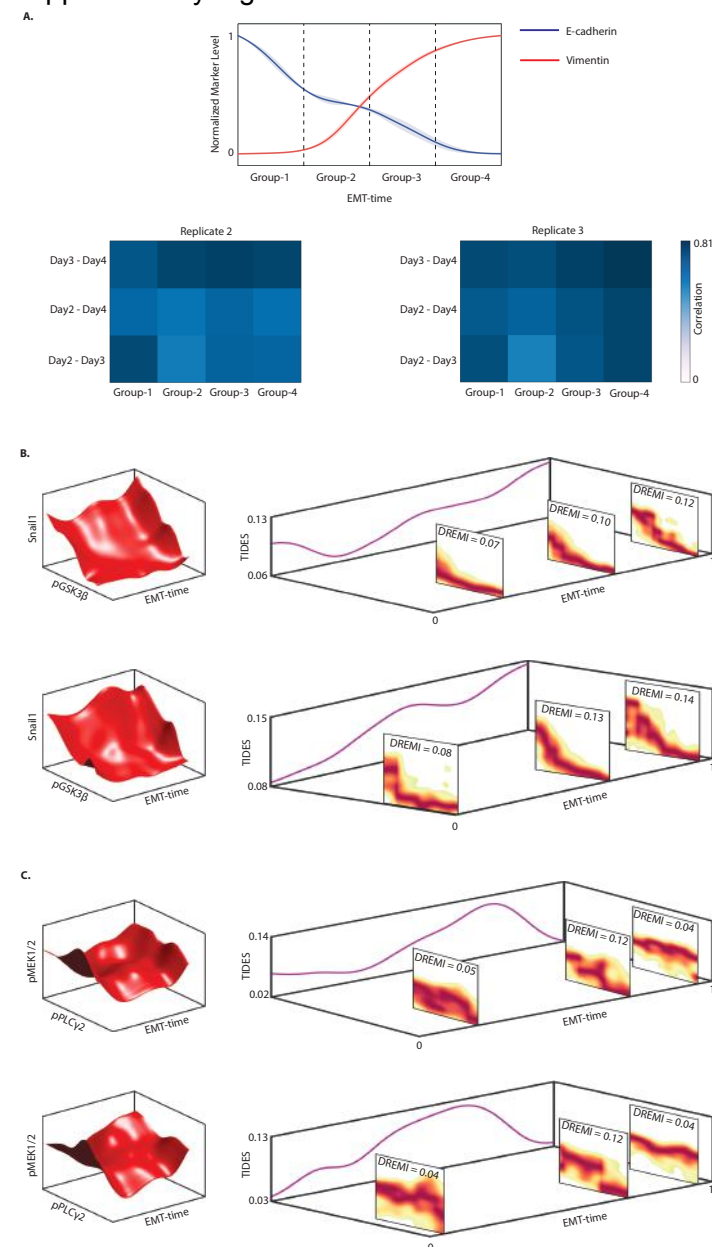 A.
E-cadherin
Vimentin
Normalized Marker Level
1
0
Group-1 Group-2 Group-3 Group-4
EMT-time
Replicate 2
Day3 - Day4
Day2 - Day4
Day2 - Day3
Group-1 Group-2 Group-3 Group-4
Replicate 3
Day3 - Day4
Day2 - Day4
Day2 - Day3
Group-1 Group-2 Group-3 Group-4
0.81
Correlation
0
B.
Snail1
pGSK3β
EMT-time
0.13
TIDES
0.06
DREMI = 0.07
DREMI = 0.10
DREMI = 0.12
EMT-time
0
Snail1
pGSK3β
EMT-time
0.15
TIDES
0.08
DREMI = 0.08
DREMI = 0.13
DREMI = 0.14
EMT-time
0
C.
pMEK1/2
pPLCγ2
EMT-time
0.14
TIDES
0.02
DREMI = 0.05
DREMI = 0.12
DREMI = 0.04
EMT-time
0
pMEK1/2
pPLCγ2
EMT-time
0.13
TIDES
0.03
DREMI = 0.04
DREMI = 0.12
DREMI = 0.04
EMT-time